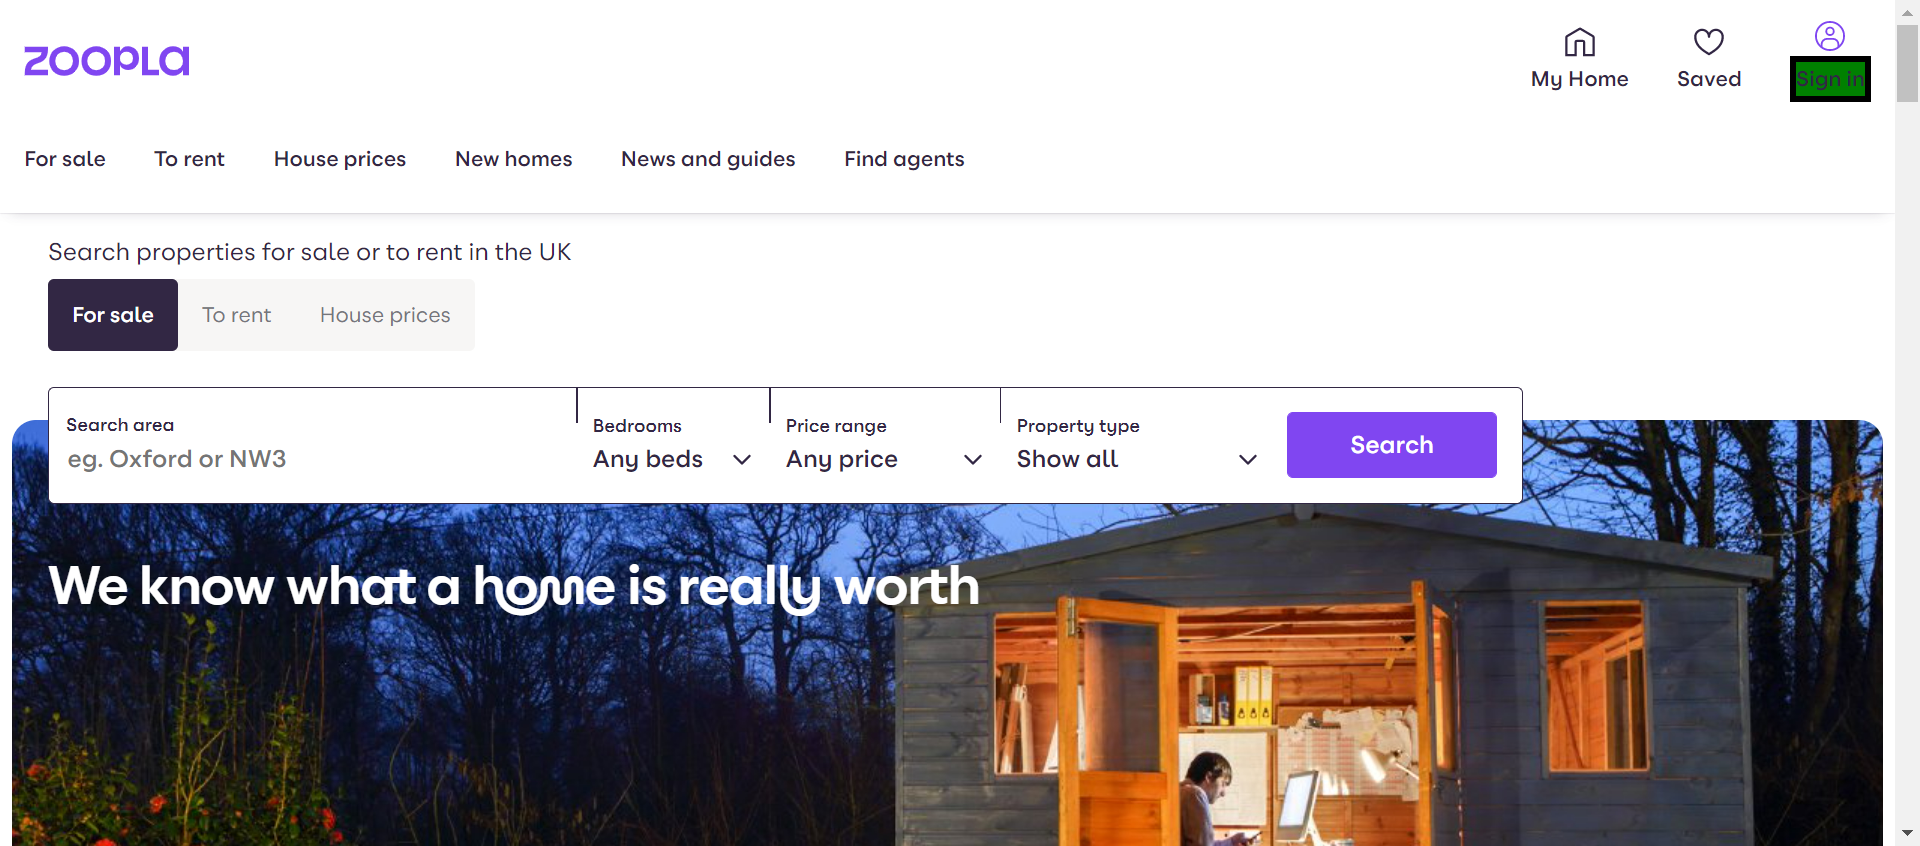 zoopla
My Home
Saved
Sign in
For sale
To rent
House prices
New homes
News and guides
Find agents
Search properties for sale or to rent in the UK
For sale
To rent
House prices
Search area
eg. Oxford or NW3
Bedrooms
Any beds
Price range
Any price
Property type
Show all
Search
We know what a home is really worth